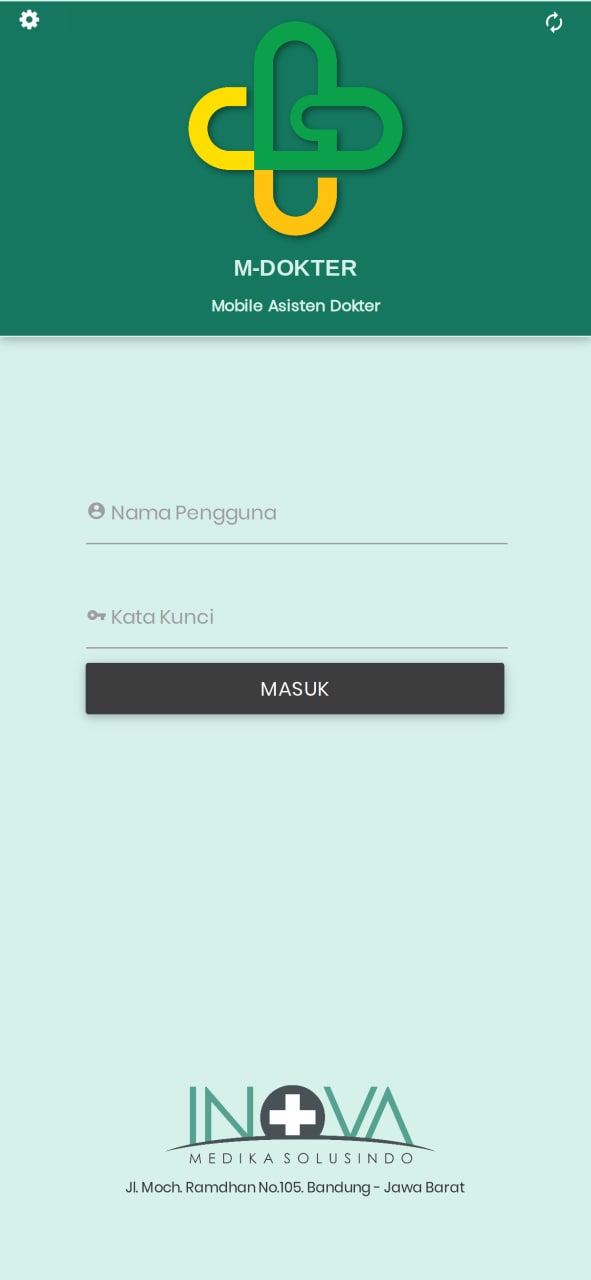 M-DOKTER
Mobile Asisten Dokter
Nama Pengguna
Kata Kunci
MASUK
INOVA
MEDIKA SOLUSINDO
Jl. Moch. Ramdhan No.105. Bandung - Jawa Barat